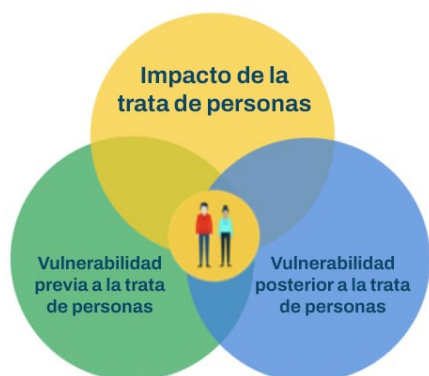 Impacto de la
trata de personas
Vulnerabilidad
previa a la trata
de personas
Vulnerabilidad
posterior a la trata
de personas